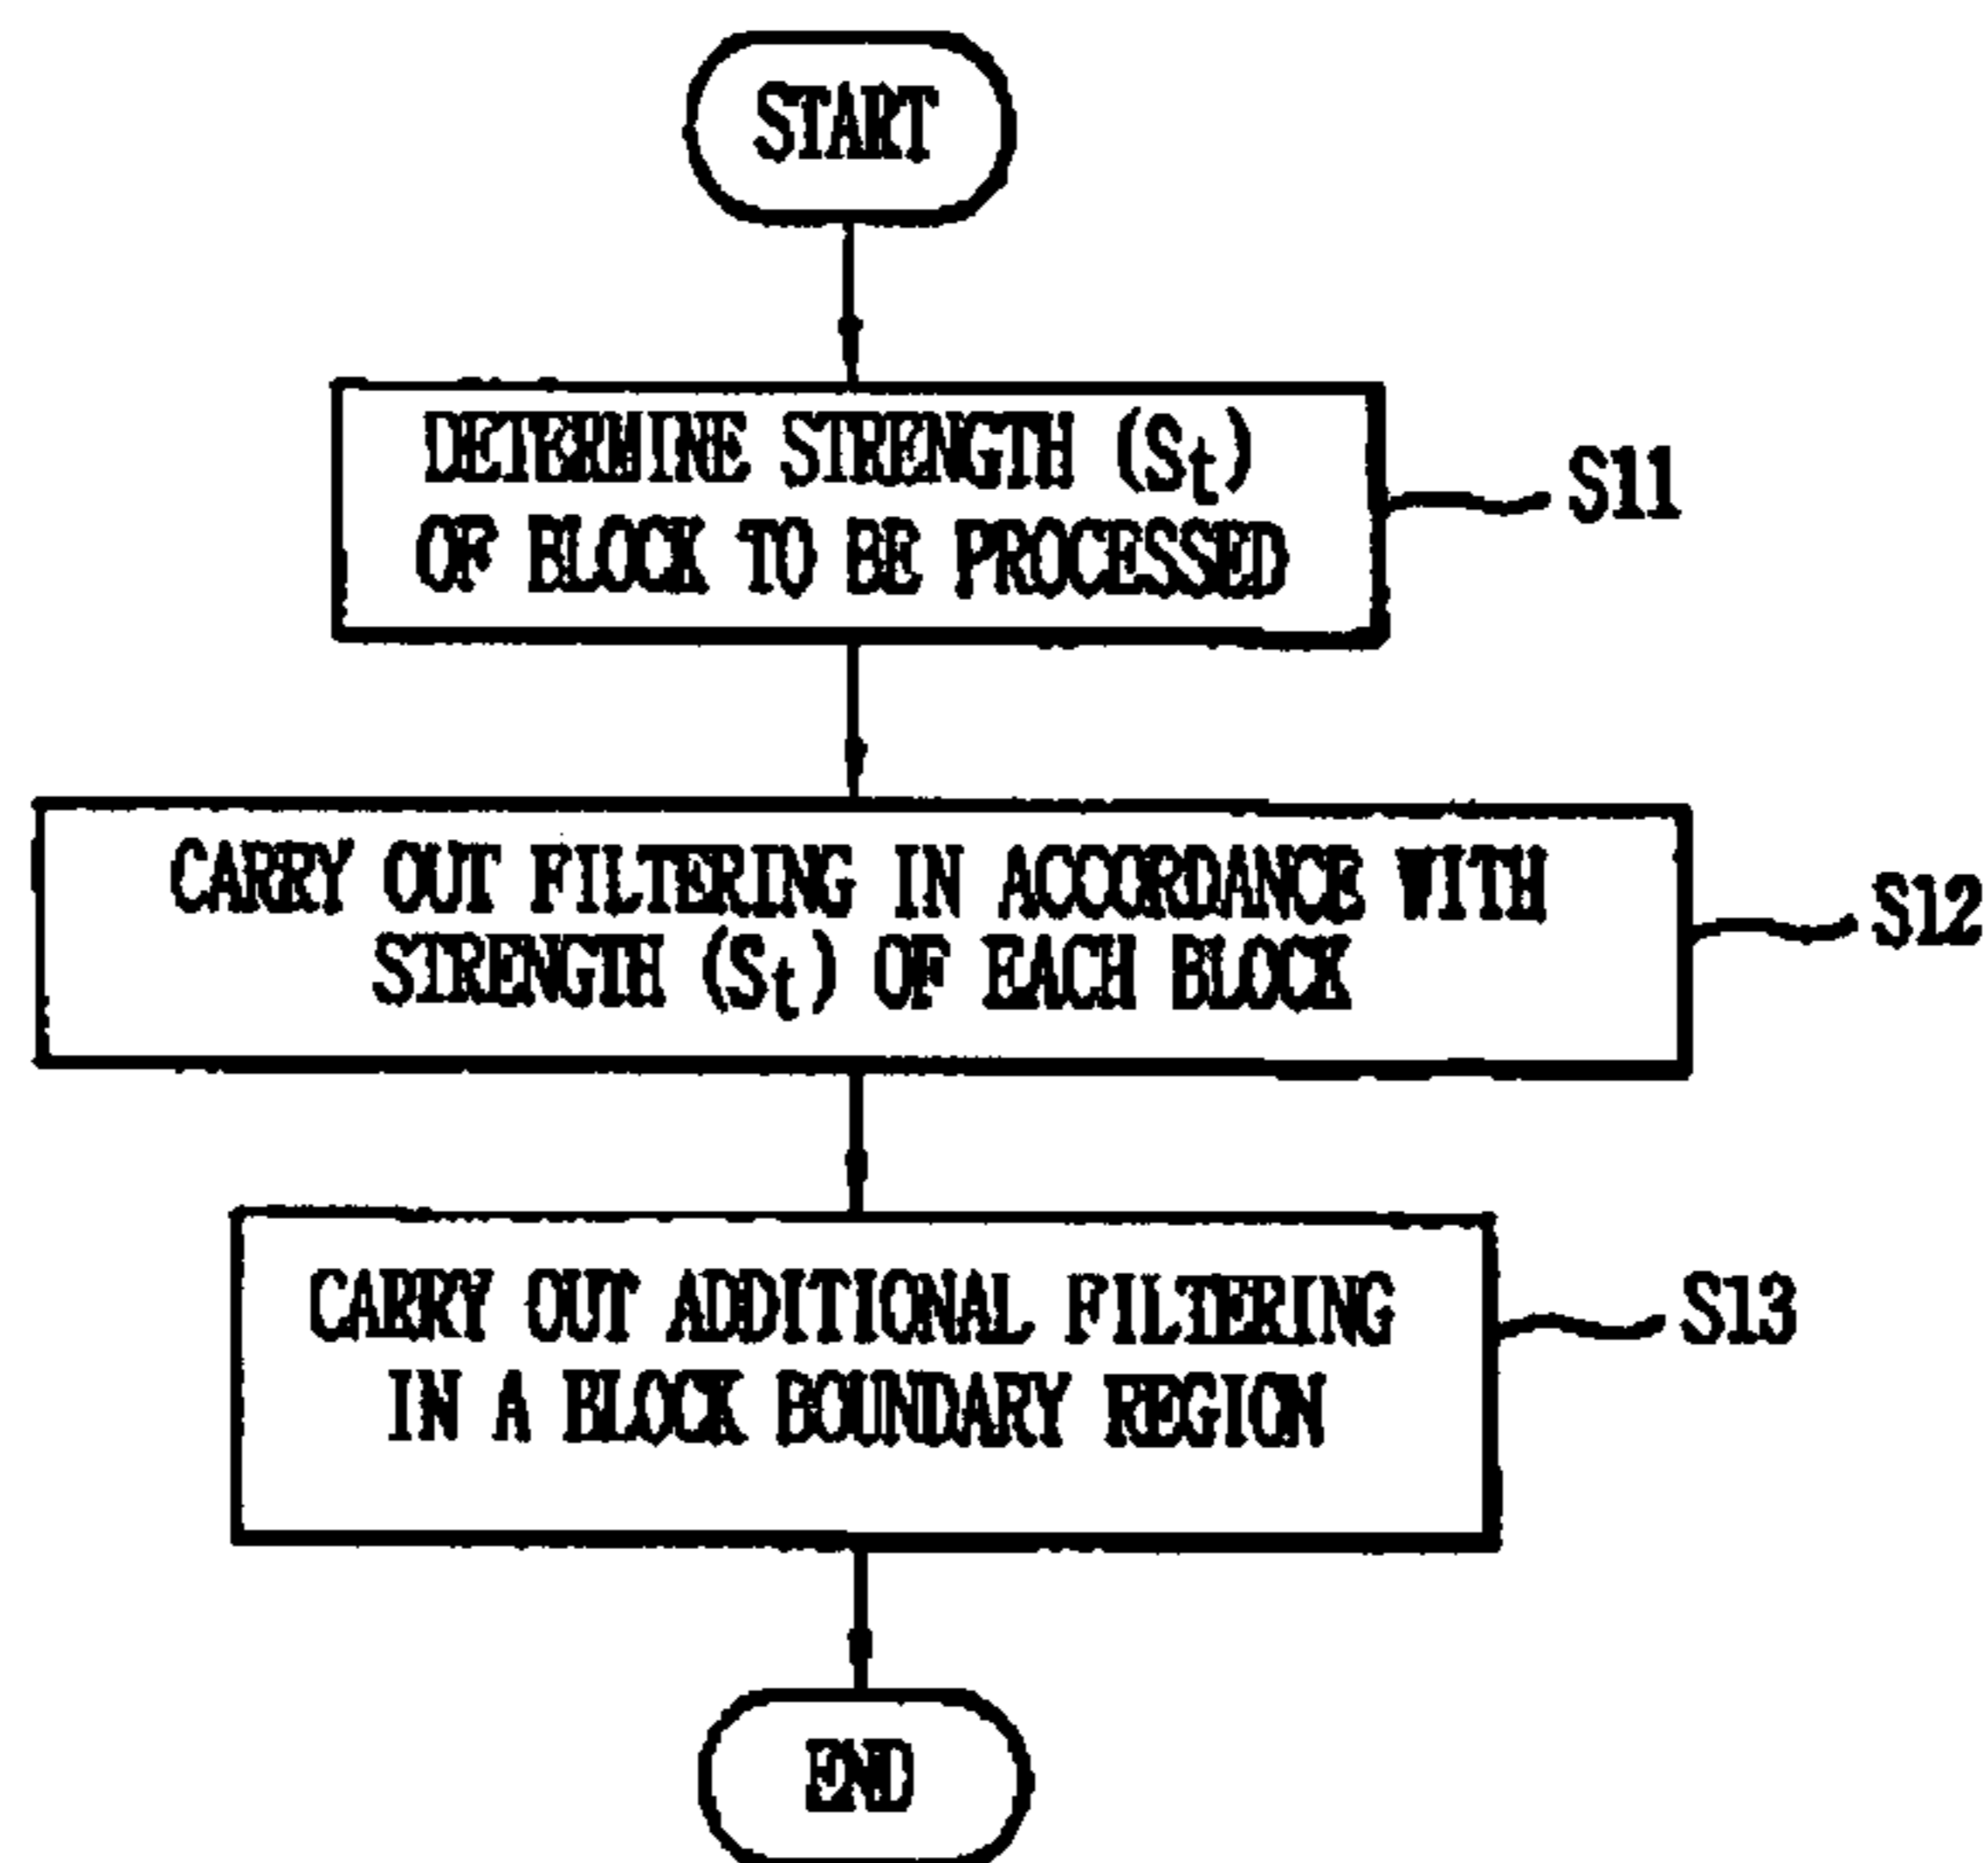 START
DETERMINE STRENGTH (St)
OF BLOCK TO BE PROCESSED
S11
CARRY OUT FILTERING IN ACCORDANCE WITH
STRENGTH (St) OF EACH BLOCK
S12
CARRY OUT ADDITIONAL FILTERING
IN A BLOCK BOUNDARY REGION
S13
END